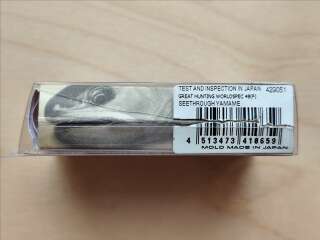 TEST AND INSPECTION IN JAPAN 429051
GREAT HUNTING WORLDSPEC 48(F)
SEETHROUGH YAMAME
4 513473 418659
MOLD MADE IN JAPAN